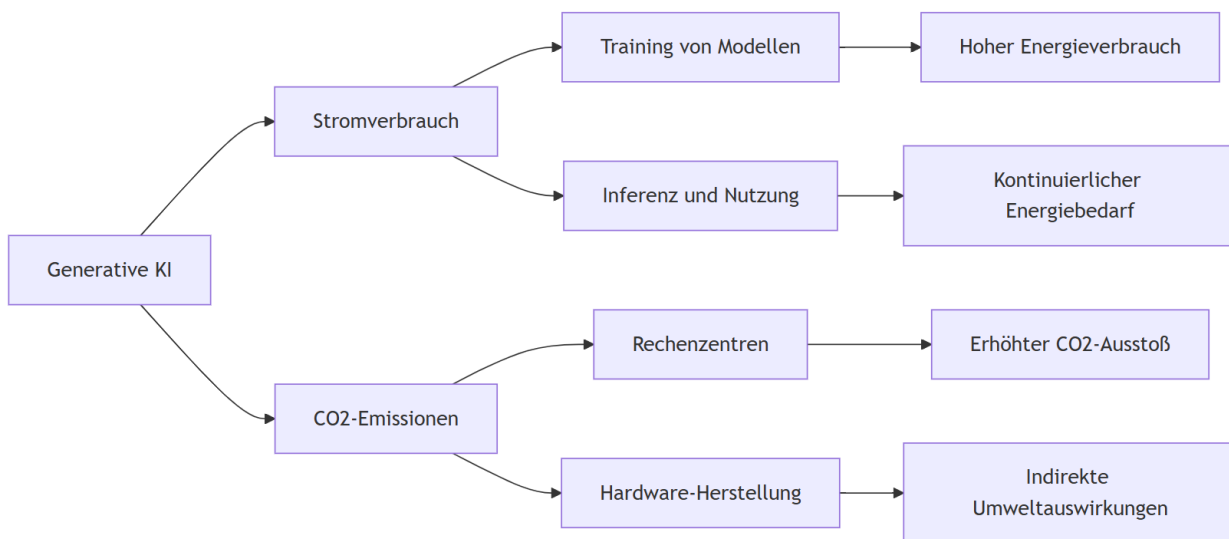 Training von Modellen
Hoher Energieverbrauch
Stromverbrauch
Inferenz und Nutzung
Kontinuierlicher
Energiebedarf
Generative KI
Rechenzentren
Erhöhter CO2-Ausstoß
CO2-Emissionen
Hardware-Herstellung
Indirekte
Umweltauswirkungen